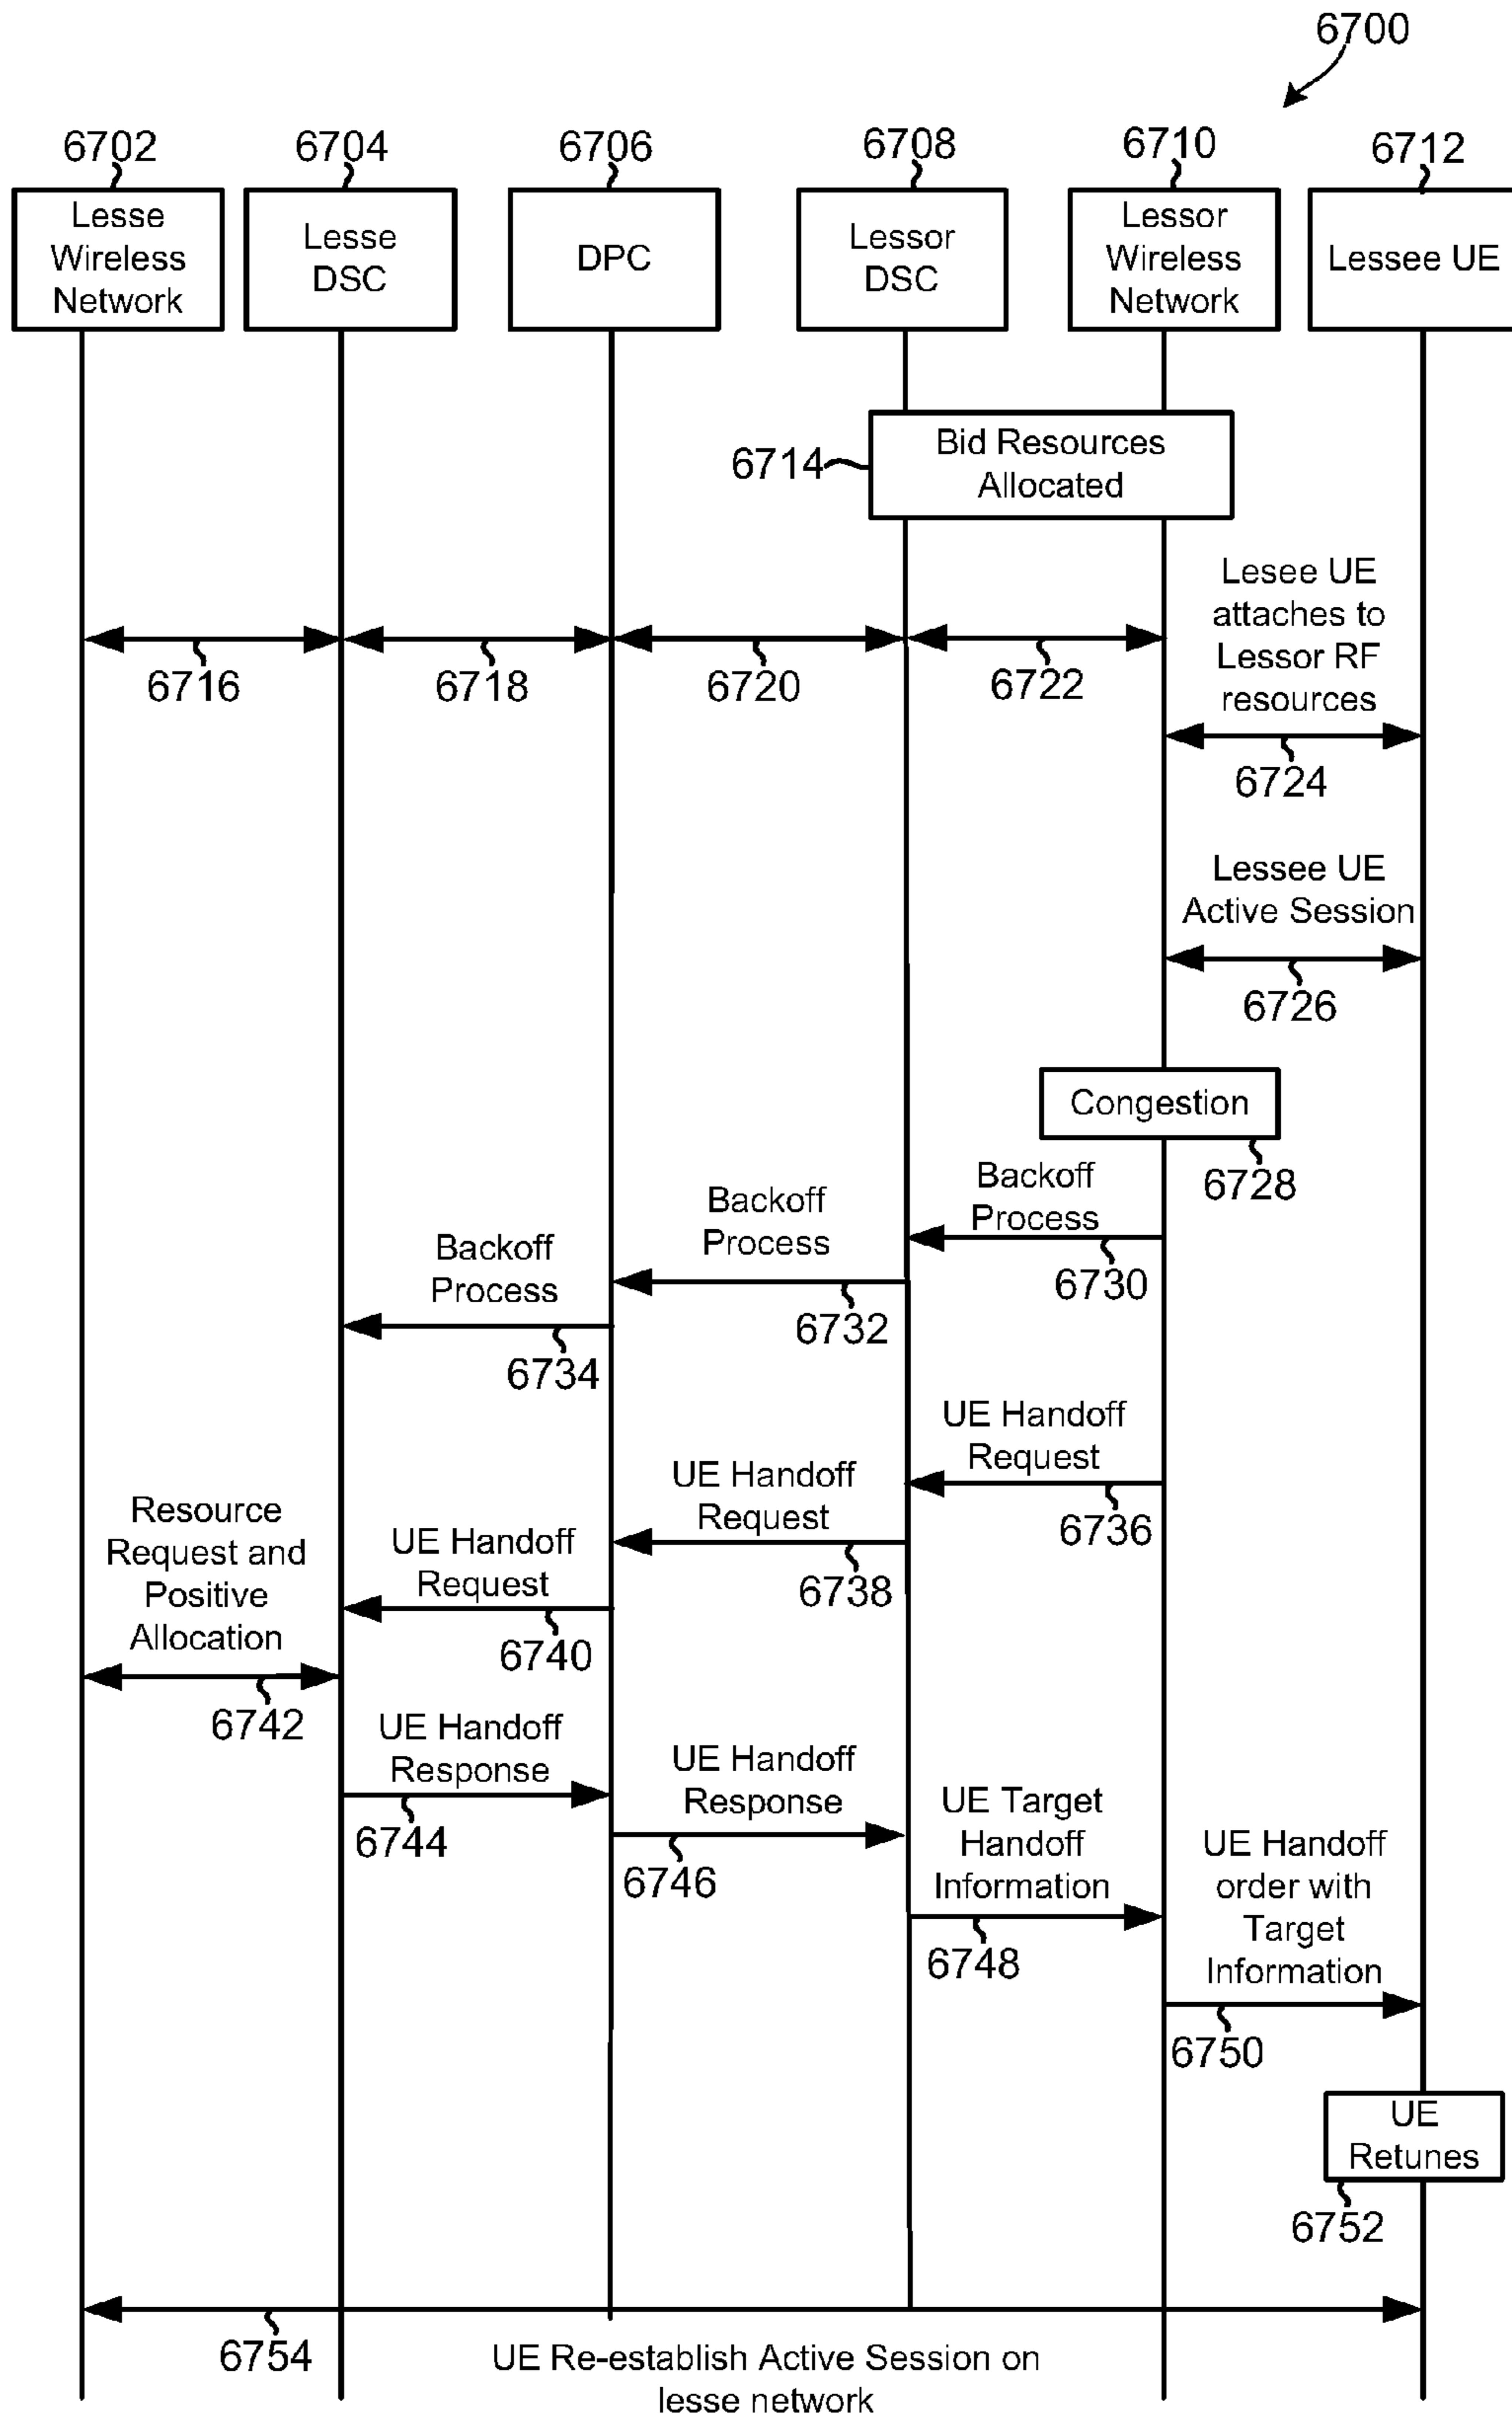 6700
6702
6704
6706
6708
6710
6712
Lesse
Wireless
Network
Lesse
DSC
DPC
Lessor
DSC
Lessor
Wireless
Network
Lessee UE
6714
Bid Resources
Allocated
6716
6718
6720
6722
Lesee UE
attaches to
Lessor RF
resources
6724
Lessee UE
Active Session
6726
Congestion
6728
Backoff
Process
6730
Backoff
Process
6732
Backoff
Process
6734
UE Handoff
Request
6736
UE Handoff
Request
6738
UE Handoff
Request
6740
Resource
Request and
Positive
Allocation
6742
UE Handoff
Response
6744
UE Handoff
Response
6746
UE Target
Handoff
Information
6748
UE Handoff
order with
Target
Information
6750
UE
Retunes
6752
6754
UE Re-establish Active Session on
lesse network